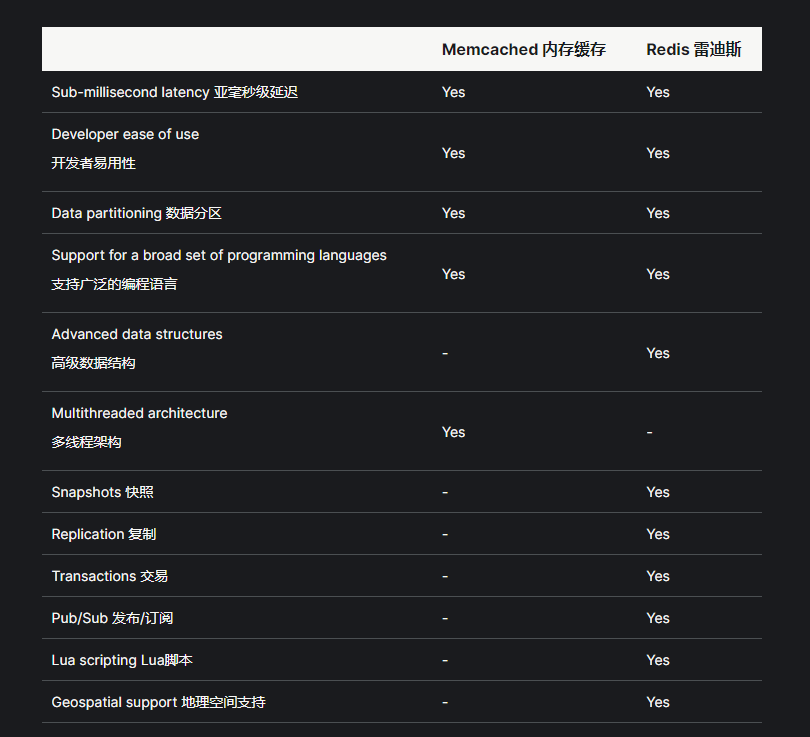 Memcached 内存缓存 Redis 雷迪斯
Sub-millisecond latency 亚毫秒级延迟 Yes Yes
Developer ease of use
开发者易用性
Yes Yes
Data partitioning 数据分区 Yes Yes
Support for a broad set of programming languages
支持广泛的编程语言
Yes Yes
Advanced data structures
高级数据结构
- Yes
Multithreaded architecture
多线程架构
Yes -
Snapshots 快照 - Yes
Replication 复制 - Yes
Transactions 交易 - Yes
Pub/Sub 发布/订阅 - Yes
Lua scripting Lua脚本 - Yes
Geospatial support 地理空间支持 - Yes